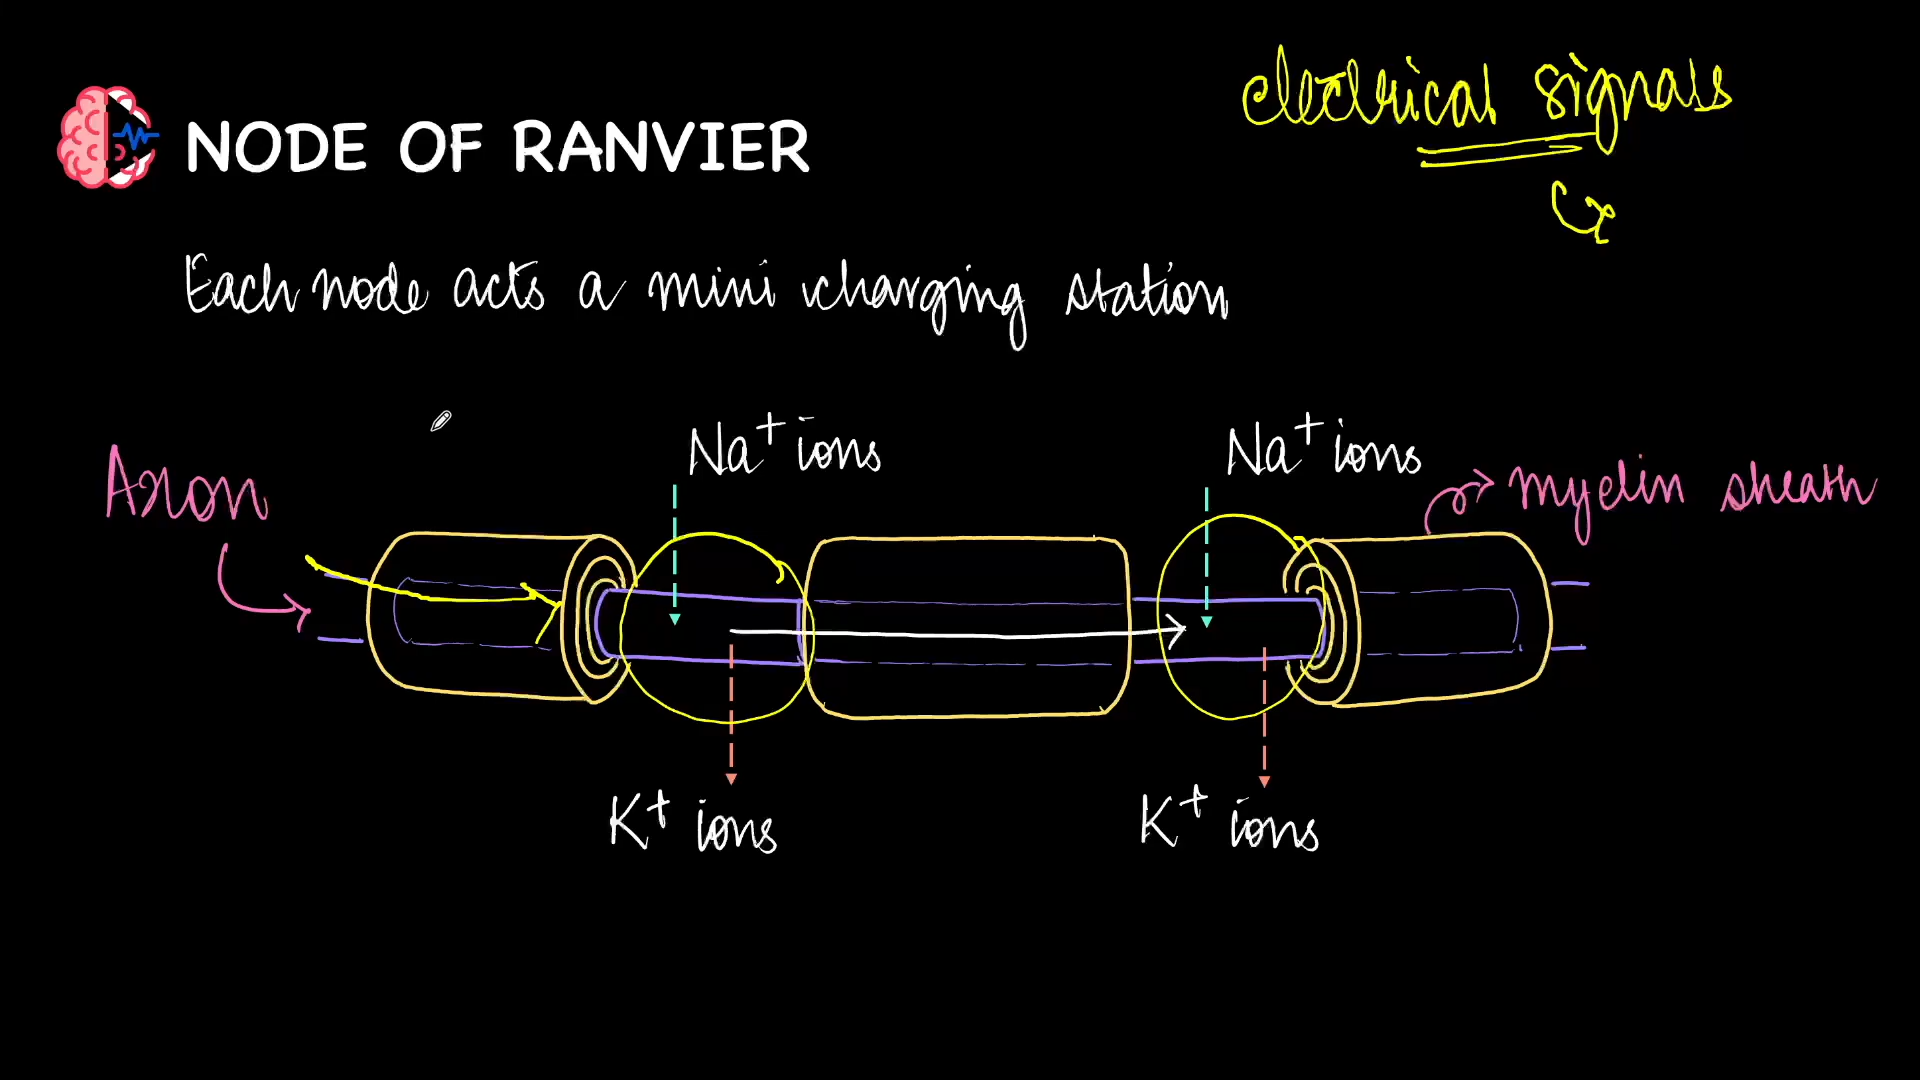 electrical signals
NODE OF RANVIER
Each node acts a mini charging station
Na+ ions
Na+ ions
Axon
myelin sheath
K+ ions
K+ ions